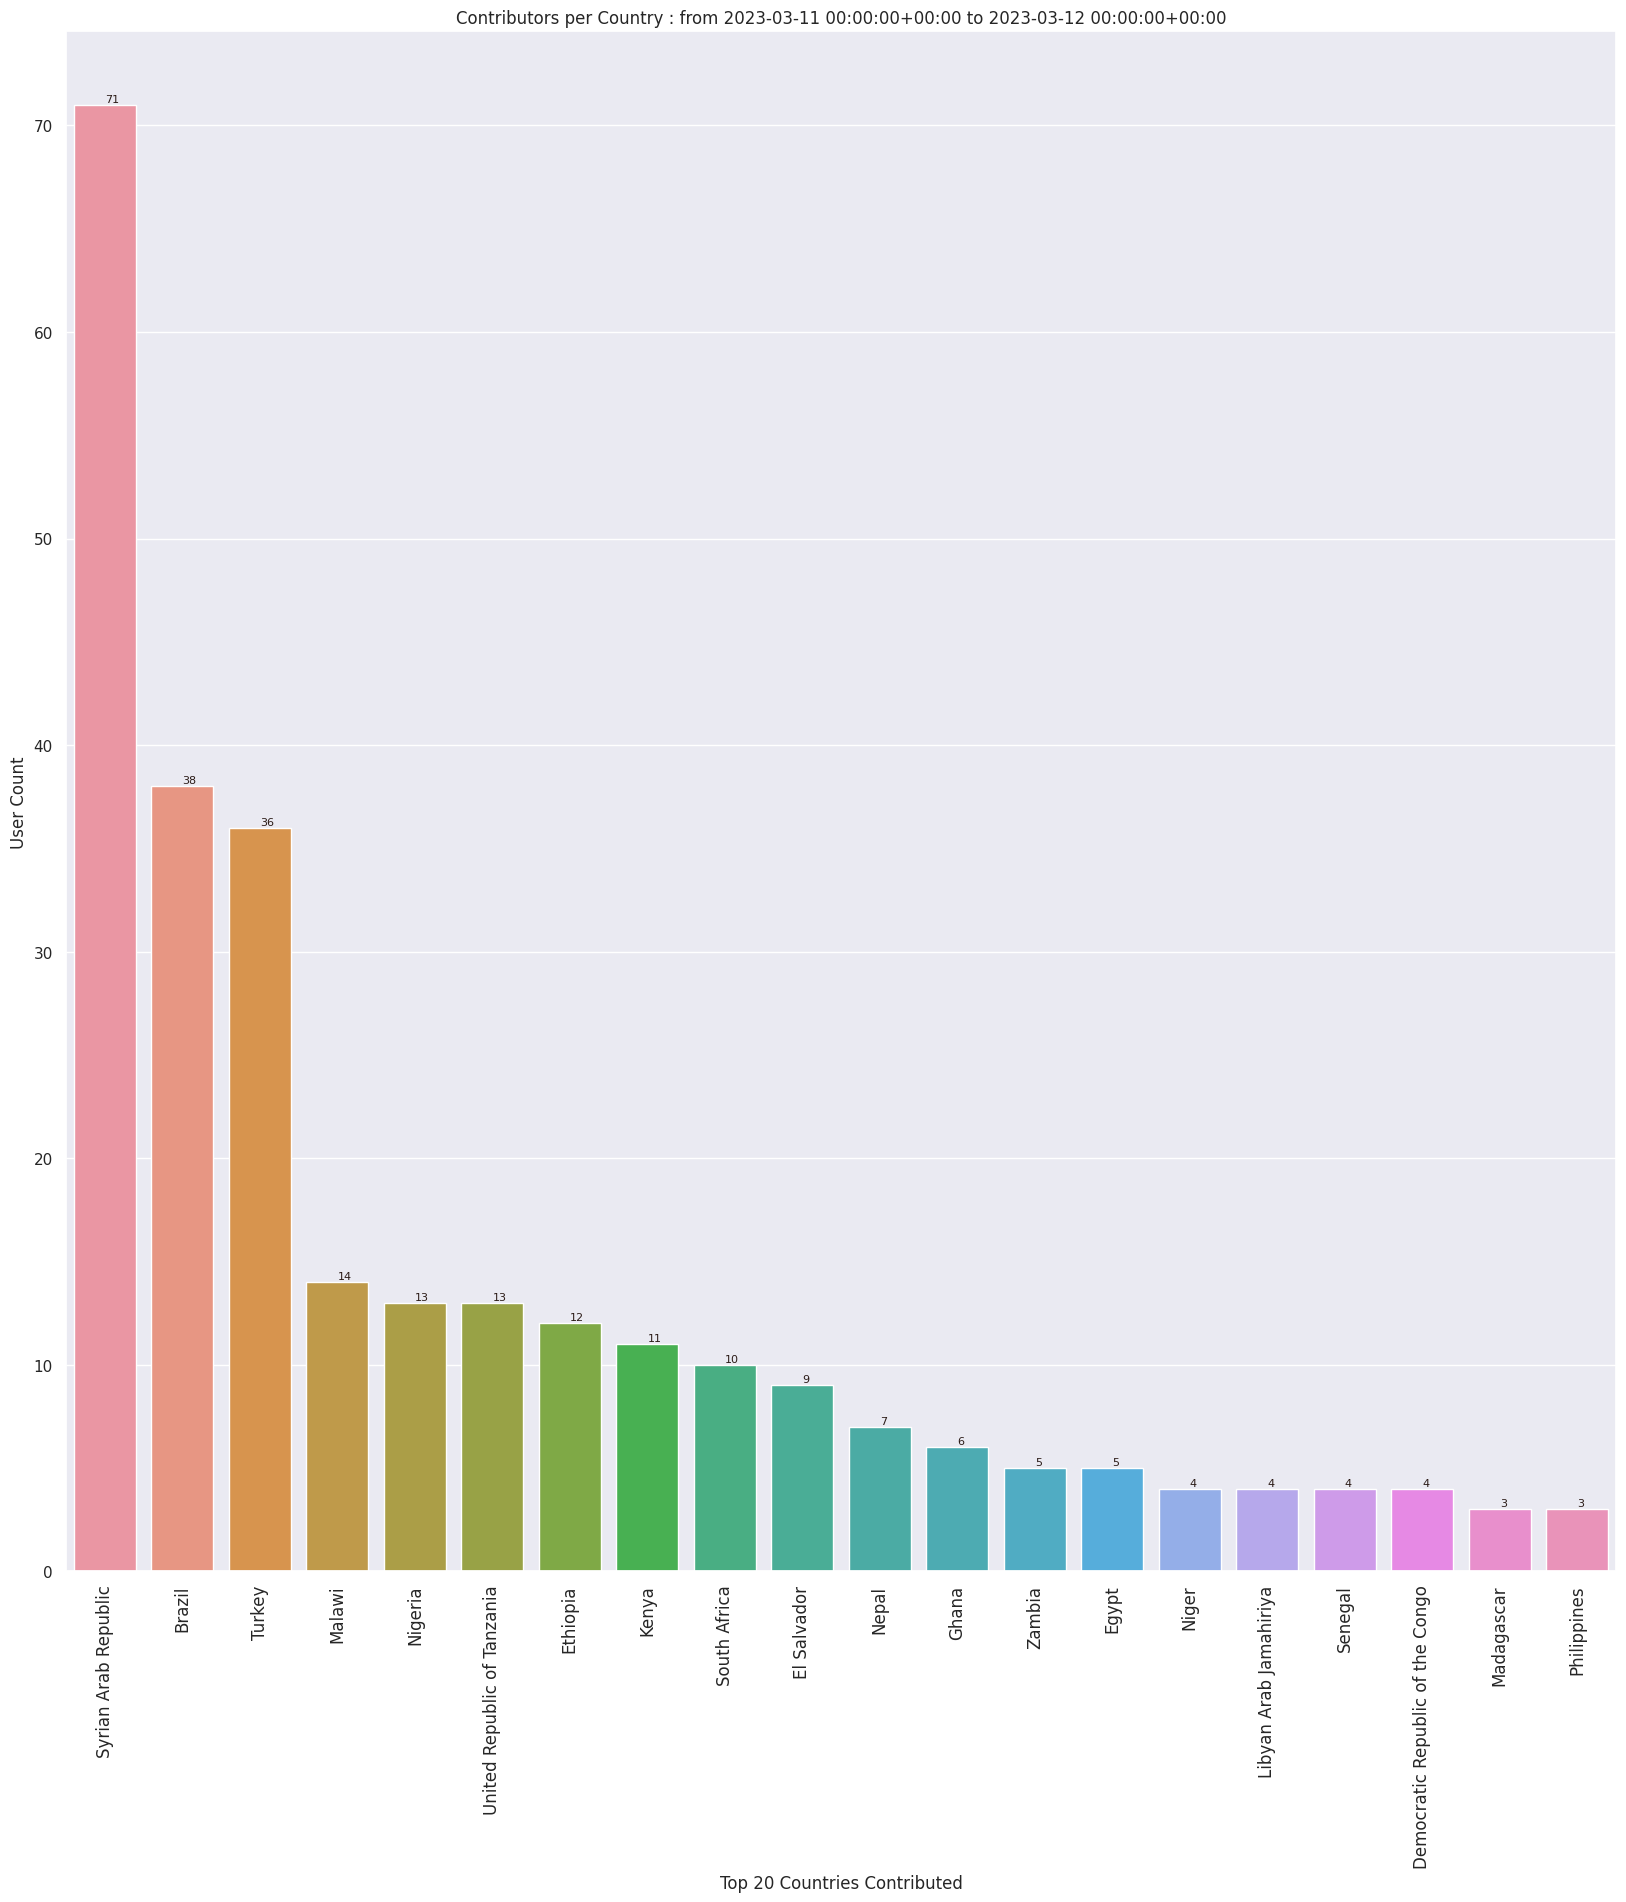 Contributors per Country : from 2023-03-11 00:00:00+00:00 to 2023-03-12 00:00:00+00:00
User Count
70
60
50
40
30
20
10
0
71
38
36
14
13
13
12
11
10
9
7
6
5
5
4
4
4
4
3
3
Syrian Arab Republic
Brazil
Turkey
Malawi
Nigeria
United Republic of Tanzania
Ethiopia
Kenya
South Africa
El Salvador
Nepal
Ghana
Zambia
Egypt
Niger
Libyan Arab Jamahiriya
Senegal
Democratic Republic of the Congo
Madagascar
Philippines
Top 20 Countries Contributed